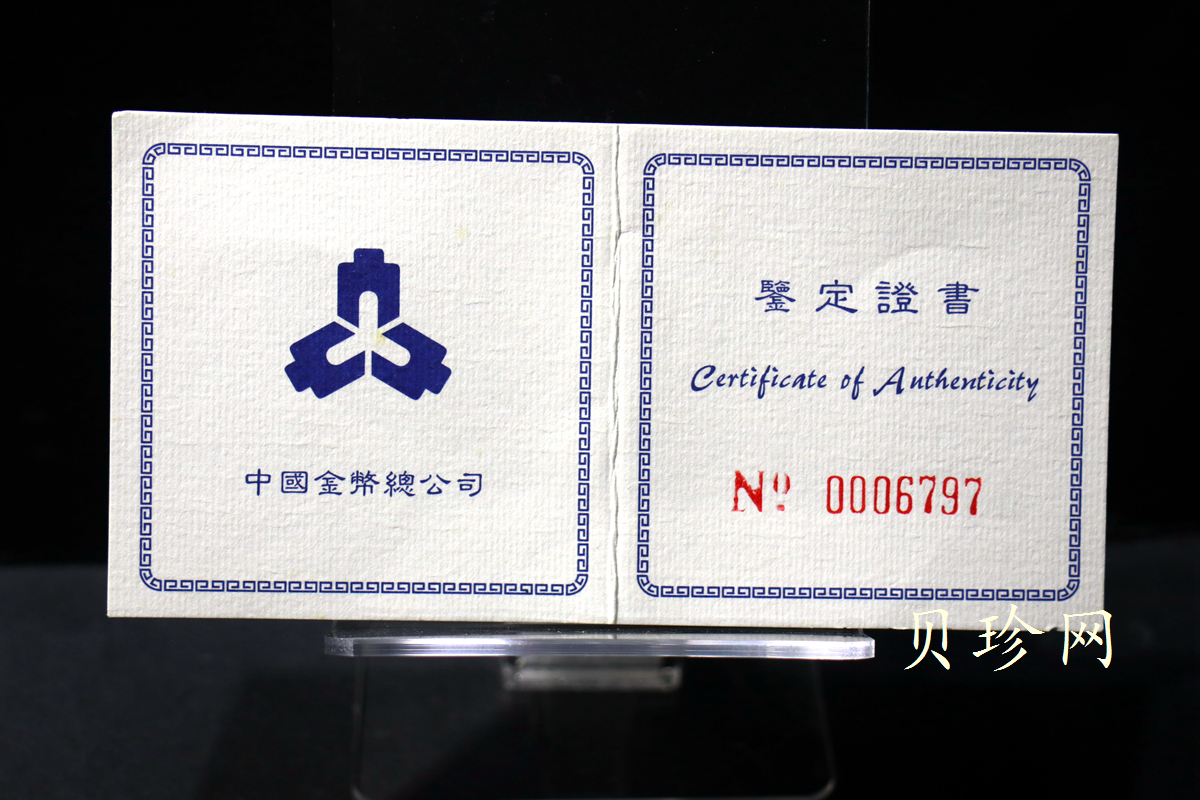 中國金幣總公司
鑒定證書
Certificate of Authenticity
Nº 0006797
贝珍网